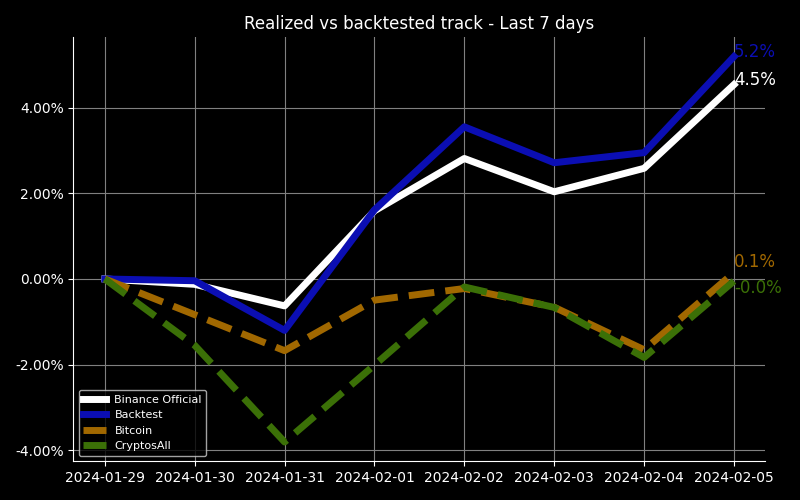 Realized vs backtested track - Last 7 days
5.2%
4.5%
4.00%
2.00%
0.1%
0.00%
-0.0%
-2.00%
Binance Official
Backtest
Bitcoin
CryptosAll
-4.00%
2024-01-29 2024-01-30 2024-01-31 2024-02-01 2024-02-02 2024-02-03 2024-02-04 2024-02-05